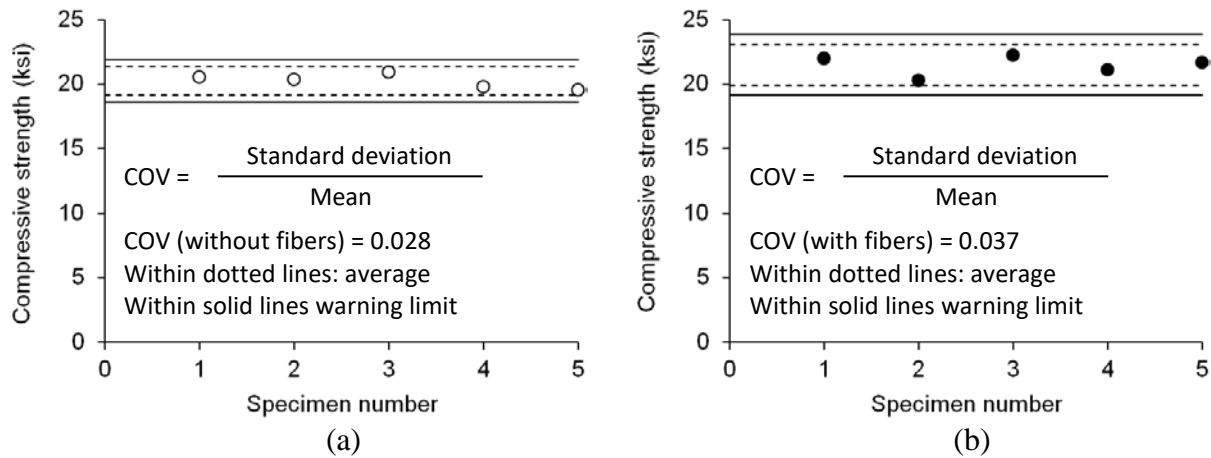 Compressive strength (ksi)
25
20
15
10
5
0
COV = Standard deviation
Mean
COV (without fibers) = 0.028
Within dotted lines: average
Within solid lines warning limit
0 1 2 3 4 5
Specimen number
(a)
Compressive strength (ksi)
25
20
15
10
5
0
COV = Standard deviation
Mean
COV (with fibers) = 0.037
Within dotted lines: average
Within solid lines warning limit
0 1 2 3 4 5
Specimen number
(b)